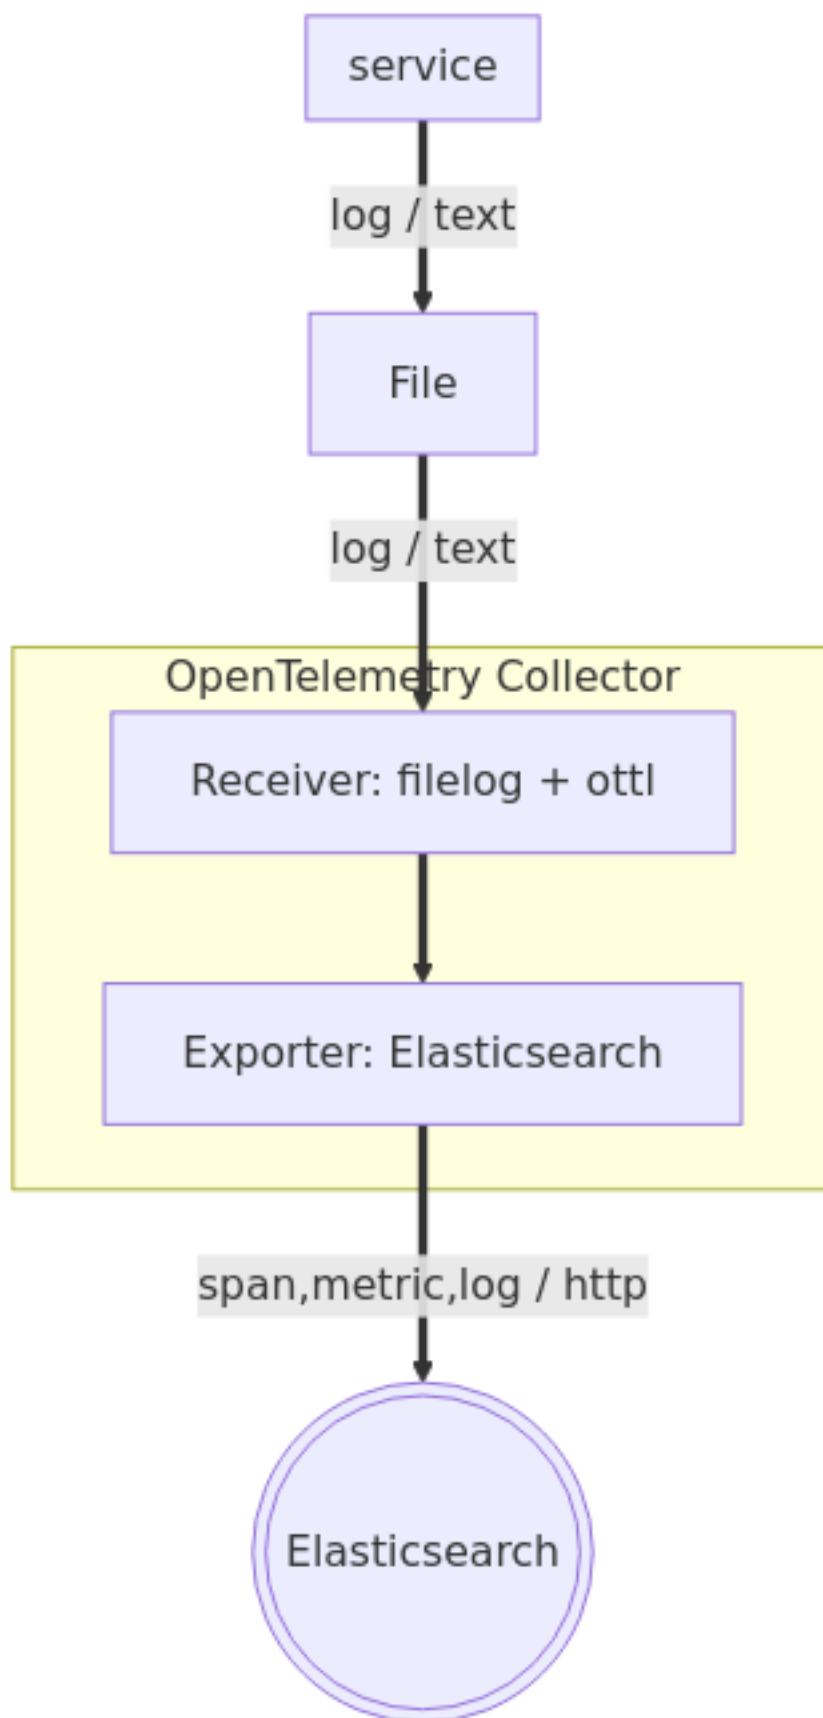 service
log / text
File
log / text
OpenTelemetry Collector
Receiver: filelog + ottl
Exporter: Elasticsearch
span,metric,log / http
Elasticsearch